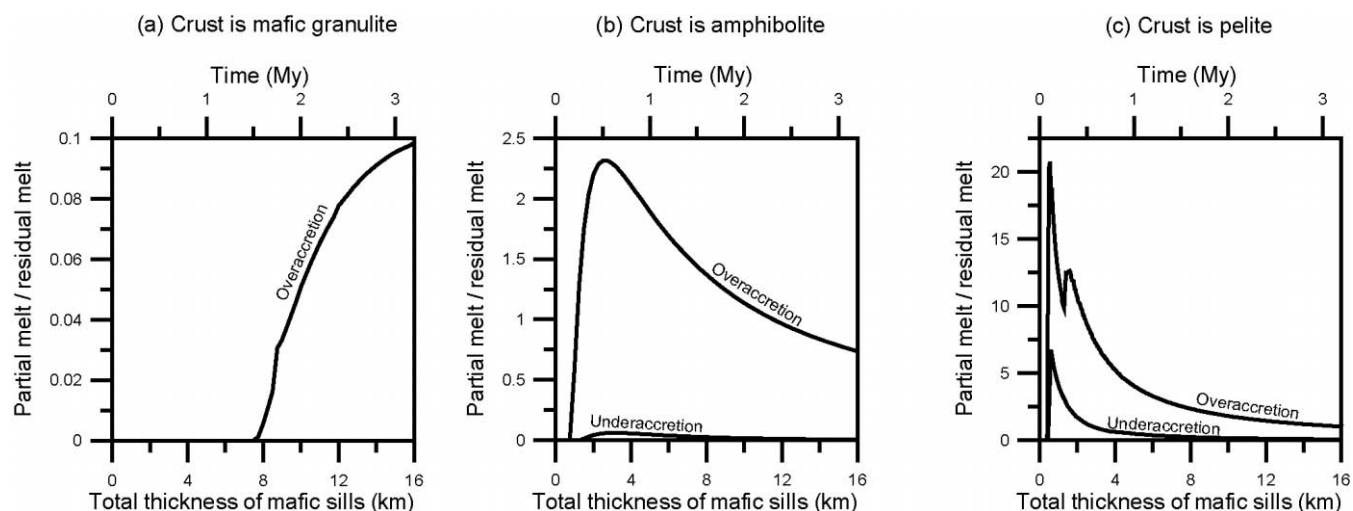 (a) Crust is mafic granulite
Time (My)
0 1 2 3
Partial melt / residual melt
0.1
0.08
0.06
0.04
0.02
0
Overaccretion
0 4 8 12 16
Total thickness of mafic sills (km)
(b) Crust is amphibolite
Time (My)
0 1 2 3
Partial melt / residual melt
2.5
2
1.5
1
0.5
0
Overaccretion
Underaccretion
0 4 8 12 16
Total thickness of mafic sills (km)
(c) Crust is pelite
Time (My)
0 1 2 3
Partial melt / residual melt
20
15
10
5
0
Overaccretion
Underaccretion
0 4 8 12 16
Total thickness of mafic sills (km)